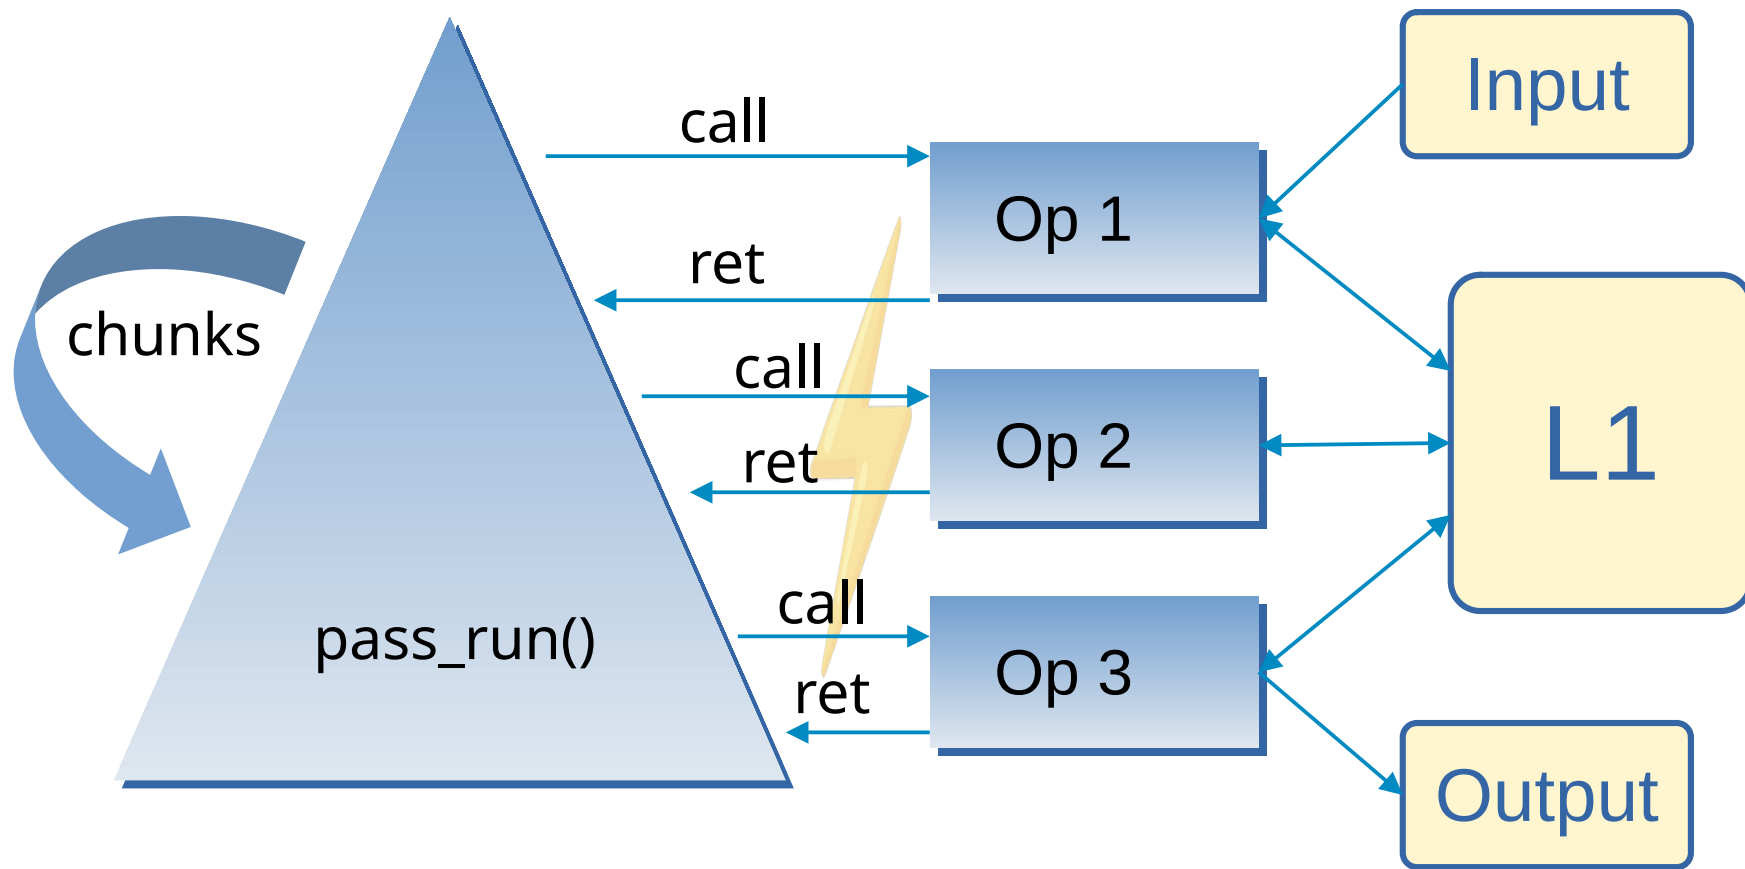 Input
call
Op 1
ret
chunks
call
Op 2
ret
L1
call
pass_run()
Op 3
ret
Output